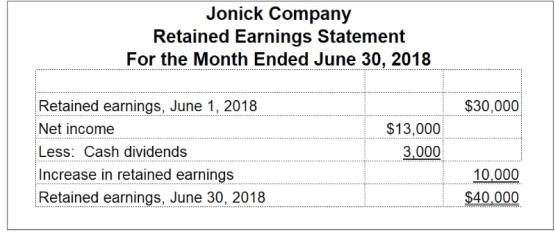 Jonick Company
Retained Earnings Statement
For the Month Ended June 30, 2018
Retained earnings, June 1, 2018 $30,000
Net income $13,000
Less: Cash dividends 3,000
Increase in retained earnings 10,000
Retained earnings, June 30, 2018 $40,000